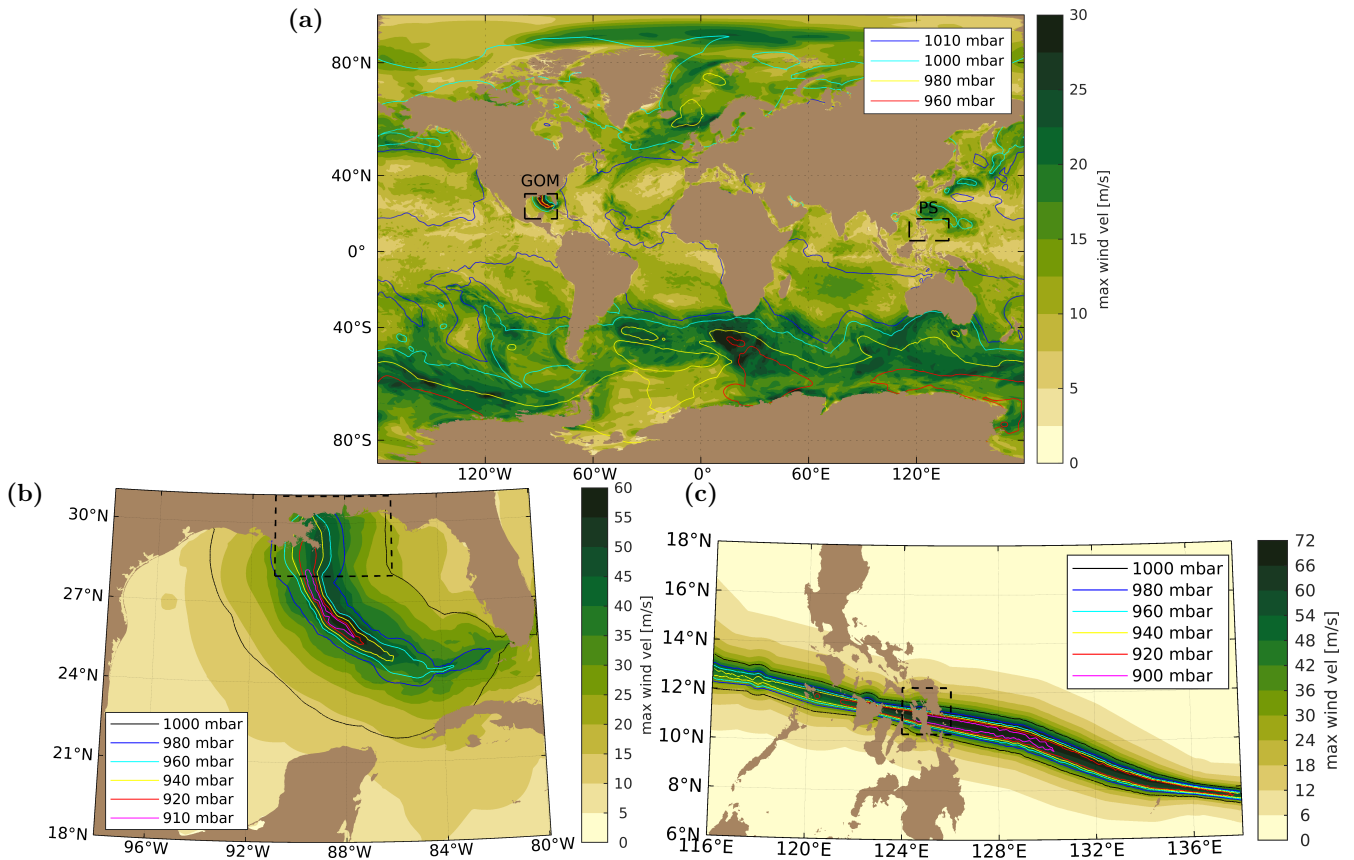 (a)
1010 mbar
1000 mbar
980 mbar
960 mbar
80°N
40°N
0°
40°S
80°S
120°W
60°W
0°
60°E
120°E
GOM
PS
30
25
20
15
10
5
0
max wind vel [m/s]
(b)
30°N
27°N
24°N
21°N
18°N
96°W
92°W
88°W
84°W
80°W
1000 mbar
980 mbar
960 mbar
940 mbar
920 mbar
910 mbar
60
55
50
45
40
35
30
25
20
15
10
5
0
max wind vel [m/s]
(c)
18°N
16°N
14°N
12°N
10°N
8°N
6°N
116°E
120°E
124°E
128°E
132°E
136°E
1000 mbar
980 mbar
960 mbar
940 mbar
920 mbar
900 mbar
72
66
60
54
48
42
36
30
24
18
12
6
0
max wind vel [m/s]